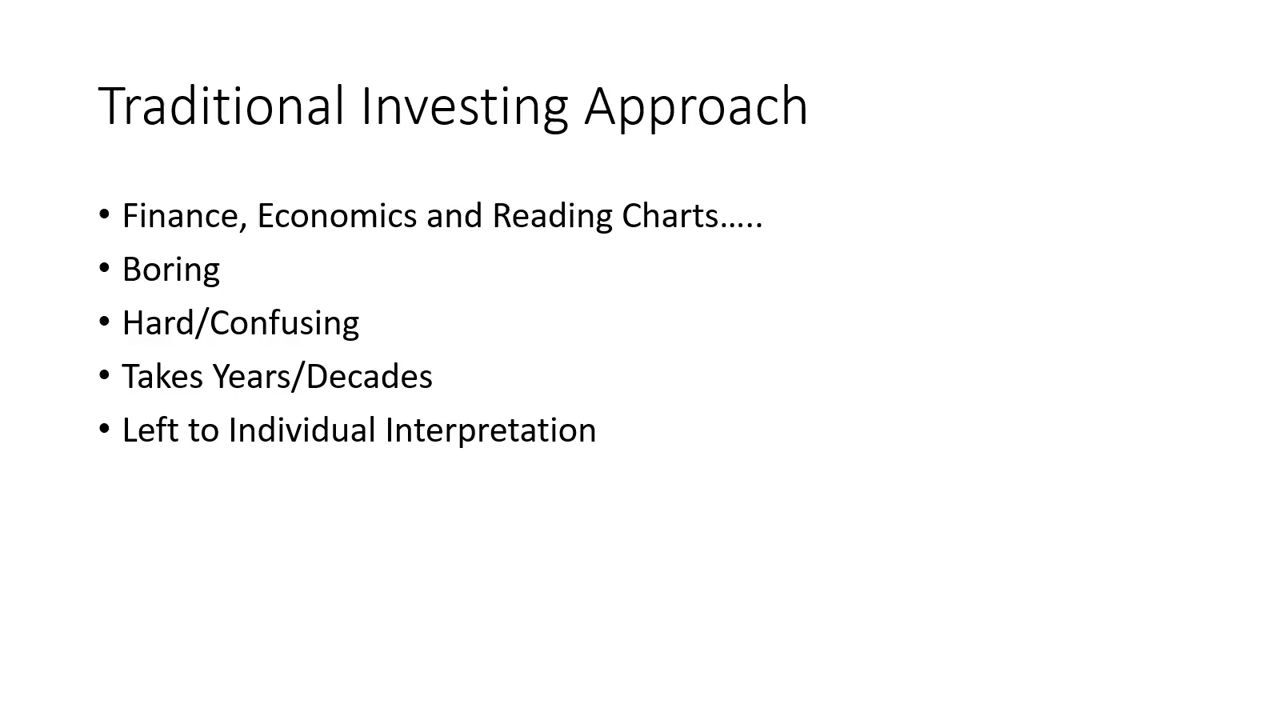 Traditional Investing Approach
• Finance, Economics and Reading Charts…..
• Boring
• Hard/Confusing
• Takes Years/Decades
• Left to Individual Interpretation